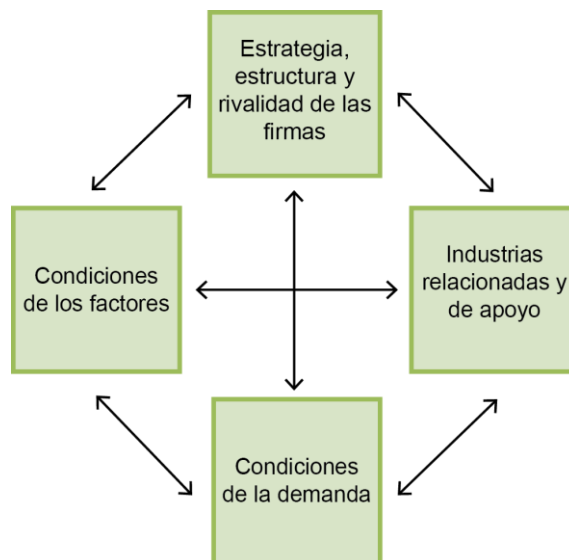 Estrategia,
estructura y
rivalidad de las
firmas
Condiciones
de los factores
Industrias
relacionadas y
de apoyo
Condiciones
de la demanda